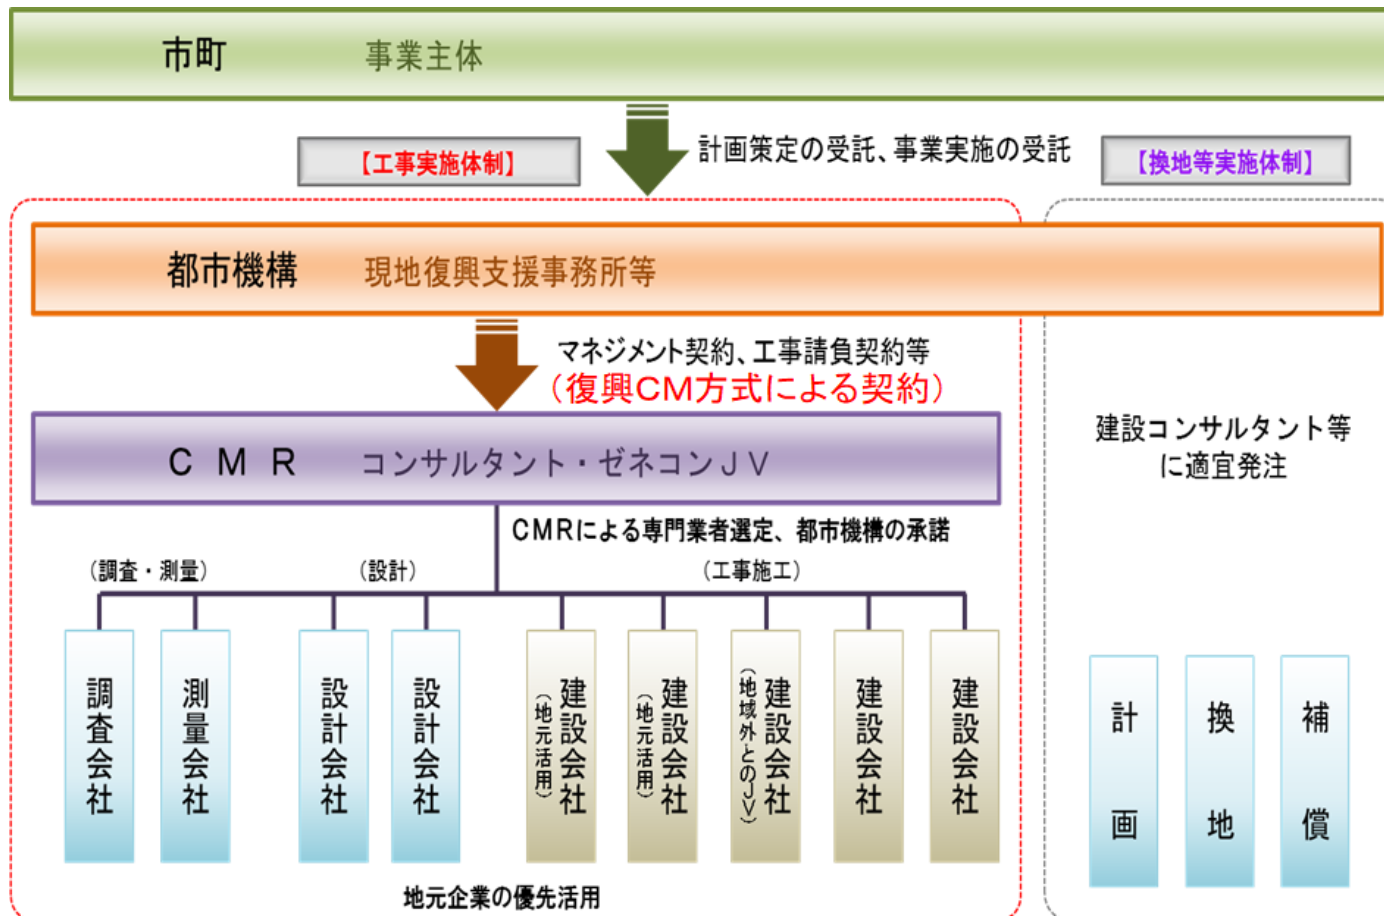 市町 事業主体
計画策定の受託、事業実施の受託
【工事実施体制】
【換地等実施体制】
都市機構 現地復興支援事務所等
マネジメント契約、工事請負契約等
（復興ＣＭ方式による契約）
ＣＭＲ コンサルタント・ゼネコンＪＶ
ＣＭＲによる専門業者選定、都市機構の承諾
（調査・測量）
（設計）
（工事施工）
調査会社
測量会社
設計会社
設計会社
建設会社
（地元活用）
建設会社
（地元活用）
建設会社
（地域外とのＪＶ）
建設会社
建設会社
地元企業の優先活用
建設コンサルタント等
に適宜発注
計画
換地
補償